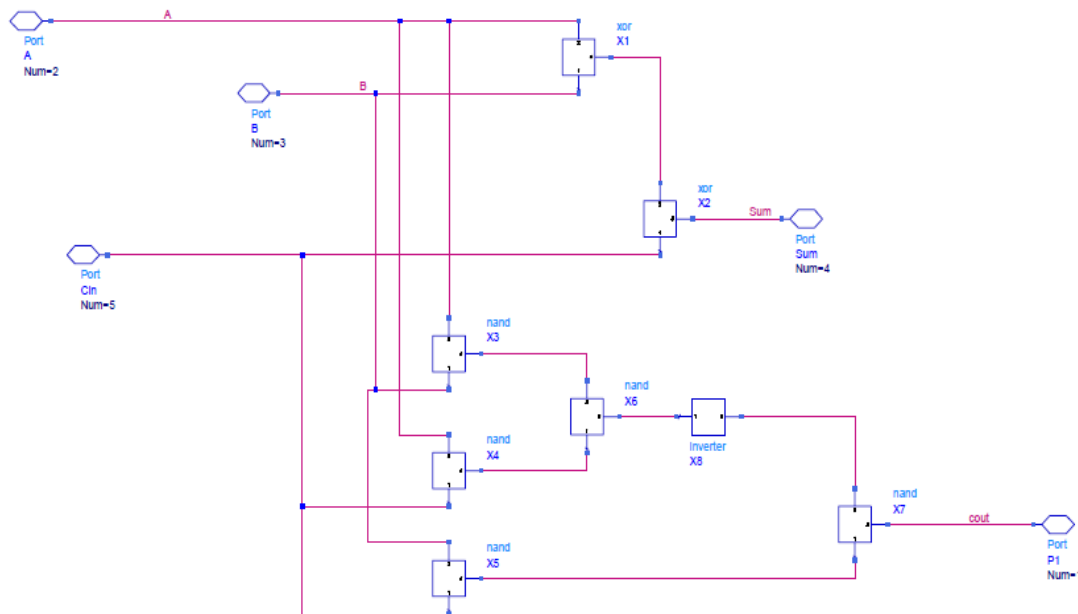 A
Port
A
Num=2
xor
X1
B
Port
B
Num=3
xor
X2
Sum
Port
Sum
Num=4
Port
Cin
Num=5
nand
X3
nand
X6
Inverter
X8
nand
X4
nand
X7
cout
Port
P1
nand
X5